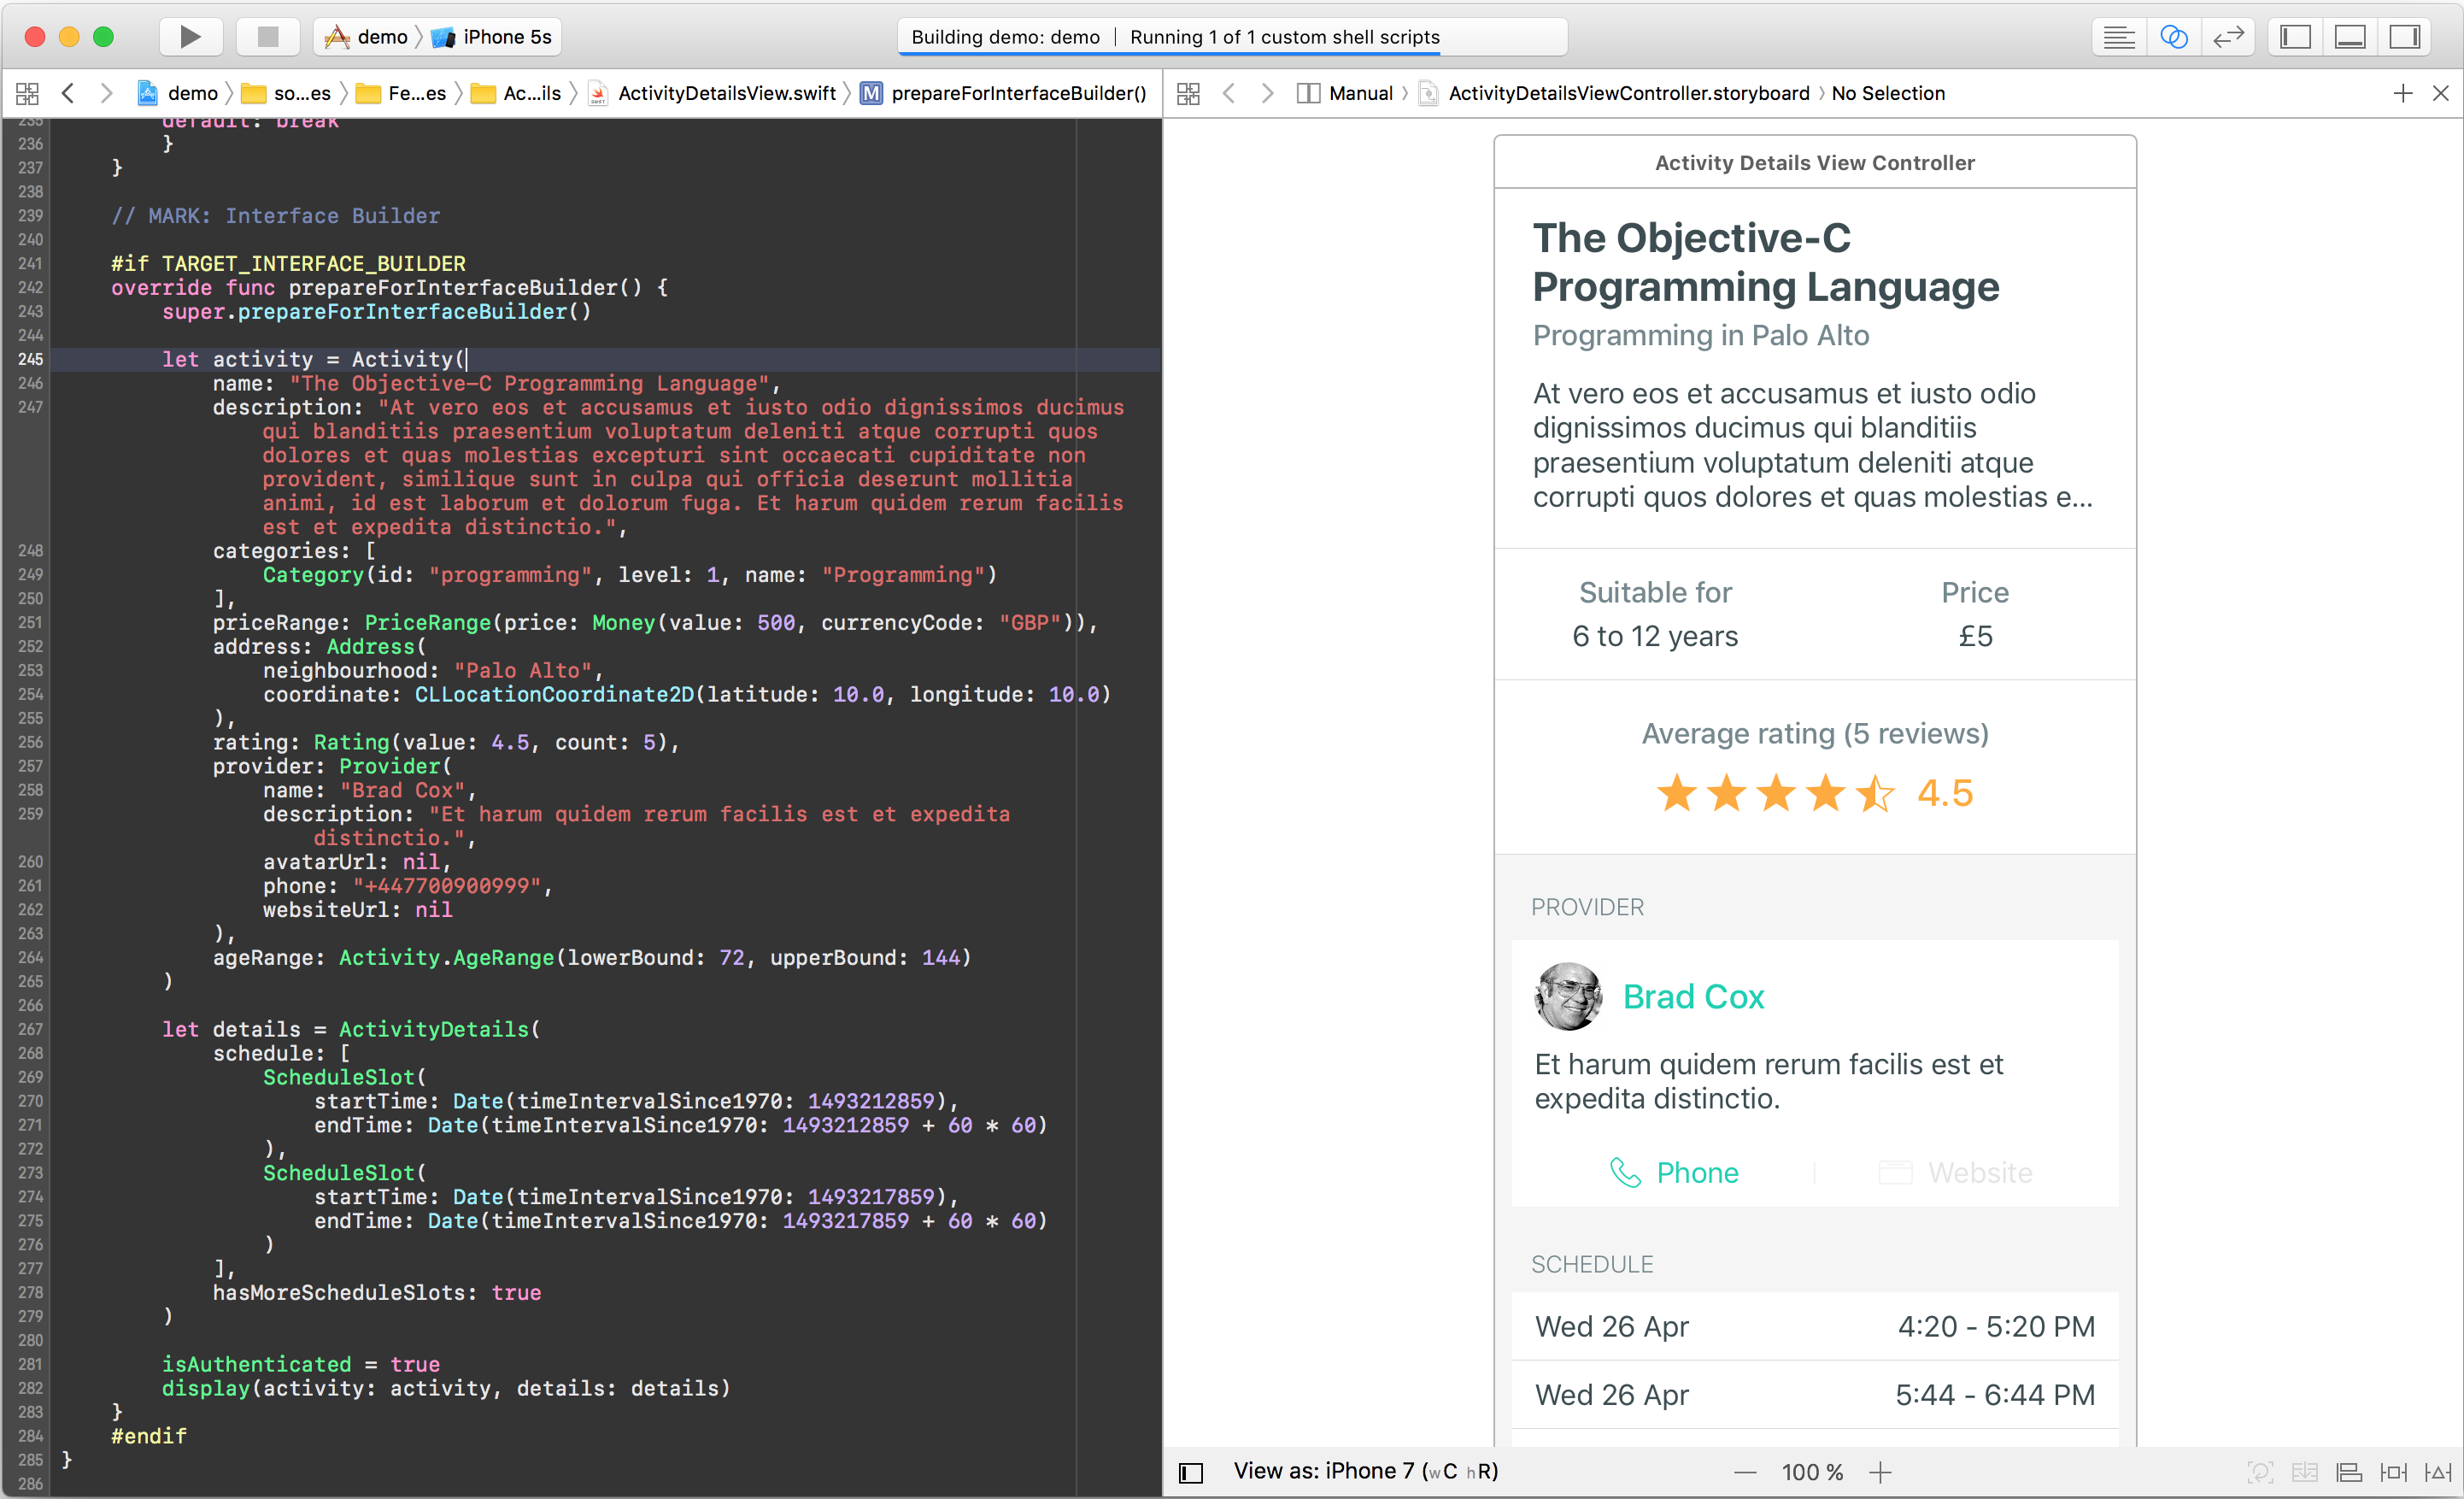 demo iPhone 5s
Building demo: demo | Running 1 of 1 custom shell scripts
demo so...es Fe...es Ac...ils ActivityDetailsView.swift M prepareForInterfaceBuilder()
Manual ActivityDetailsViewController.storyboard No Selection
235 default: break
236 }
237 }
238
239 // MARK: Interface Builder
240
241 #if TARGET_INTERFACE_BUILDER
242 override func prepareForInterfaceBuilder() {
243 super.prepareForInterfaceBuilder()
244
245 let activity = Activity(
246 name: "The Objective-C Programming Language",
247 description: "At vero eos et accusamus et iusto odio dignissimos ducimus
qui blanditiis praesentium voluptatum deleniti atque corrupti quos
dolores et quas molestias excepturi sint occaecati cupiditate non
provident, similique sunt in culpa qui officia deserunt mollitia
animi, id est laborum et dolorum fuga. Et harum quidem rerum facilis
est et expedita distinctio.",
248 categories: [
249 Category(id: "programming", level: 1, name: "Programming")
250 ],
251 priceRange: PriceRange(price: Money(value: 500, currencyCode: "GBP")),
252 address: Address(
253 neighbourhood: "Palo Alto",
254 coordinate: CLLocationCoordinate2D(latitude: 10.0, longitude: 10.0)
255 ),
256 rating: Rating(value: 4.5, count: 5),
257 provider: Provider(
258 name: "Brad Cox",
259 description: "Et harum quidem rerum facilis est et expedita
distinctio.",
260 avatarUrl: nil,
261 phone: "+447700900999",
262 websiteUrl: nil
263 ),
264 ageRange: Activity.AgeRange(lowerBound: 72, upperBound: 144)
265 )
266
267 let details = ActivityDetails(
268 schedule: [
269 ScheduleSlot(
270 startTime: Date(timeIntervalSince1970: 1493212859),
271 endTime: Date(timeIntervalSince1970: 1493212859 + 60 * 60)
272 ),
273 ScheduleSlot(
274 startTime: Date(timeIntervalSince1970: 1493217859),
275 endTime: Date(timeIntervalSince1970: 1493217859 + 60 * 60)
276 )
277 ],
278 hasMoreScheduleSlots: true
279 )
280
281 isAuthenticated = true
282 display(activity: activity, details: details)
283 }
284 #endif
285 }
286
Activity Details View Controller
The Objective-C
Programming Language
Programming in Palo Alto
At vero eos et accusamus et iusto odio
dignissimos ducimus qui blanditiis
praesentium voluptatum deleniti atque
corrupti quos dolores et quas molestias e...
Suitable for Price
6 to 12 years £5
Average rating (5 reviews)
4.5
PROVIDER
Brad Cox
Et harum quidem rerum facilis est et
expedita distinctio.
Phone Website
SCHEDULE
Wed 26 Apr 4:20 - 5:20 PM
Wed 26 Apr 5:44 - 6:44 PM
View as: iPhone 7 (wC hR) — 100 % +